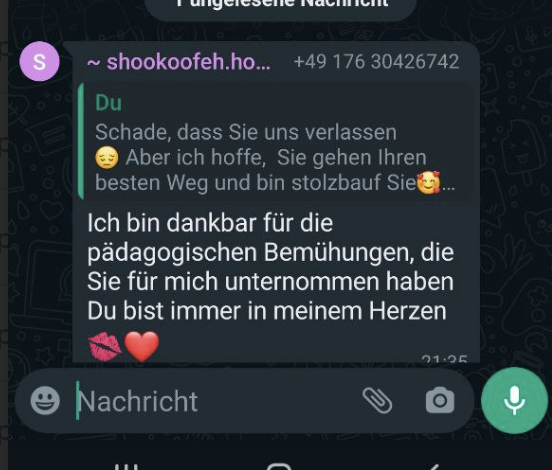 1 ungelesene Nachricht
S
~ shookoofeh.ho... +49 176 30426742
Du
Schade, dass Sie uns verlassen
😔 Aber ich hoffe, Sie gehen Ihren
besten Weg und bin stolzbauf Sie🥰...
Ich bin dankbar für die
pädagogischen Bemühungen, die
Sie für mich unternommen haben
Du bist immer in meinem Herzen
💋❤️
21:35
Nachricht